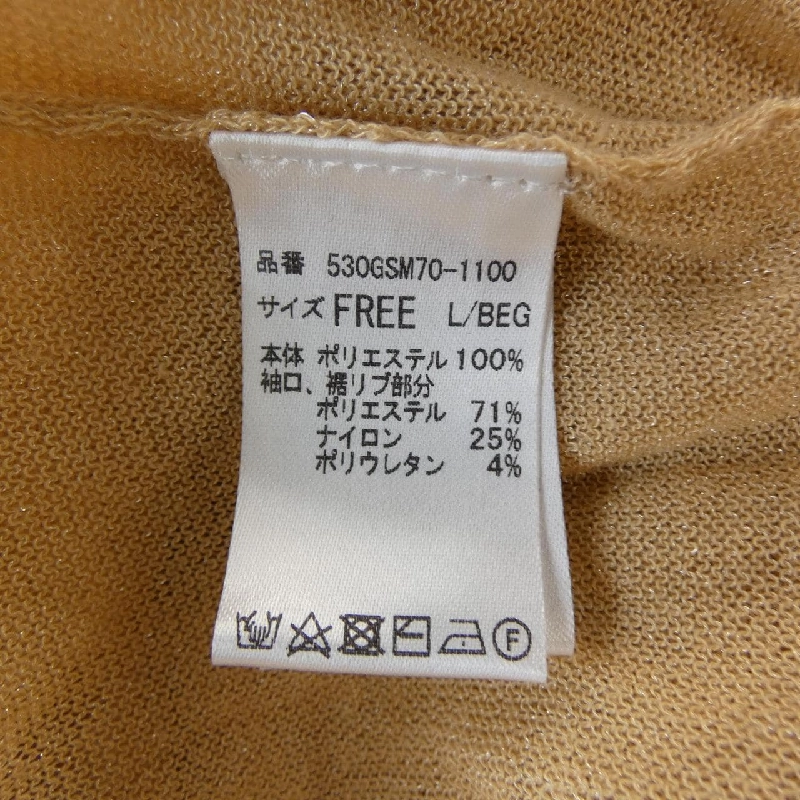 品番 530GSM70-1100
サイズ FREE L/BEG
本体 ポリエステル 100%
袖口、裾リブ部分
ポリエステル 71%
ナイロン 25%
ポリウレタン 4%
F